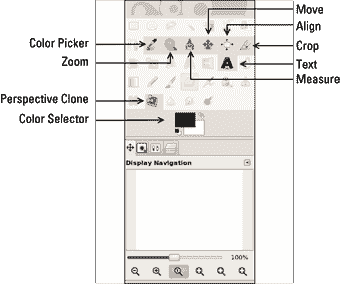 Move
Align
Color Picker
Crop
Zoom
Text
Measure
Perspective Clone
Color Selector
Display Navigation
100%